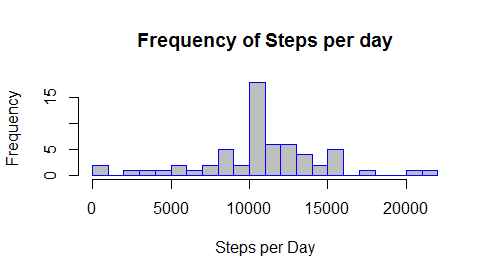 Frequency of Steps per day
Frequency
15
5
0
0 5000 10000 15000 20000
Steps per Day